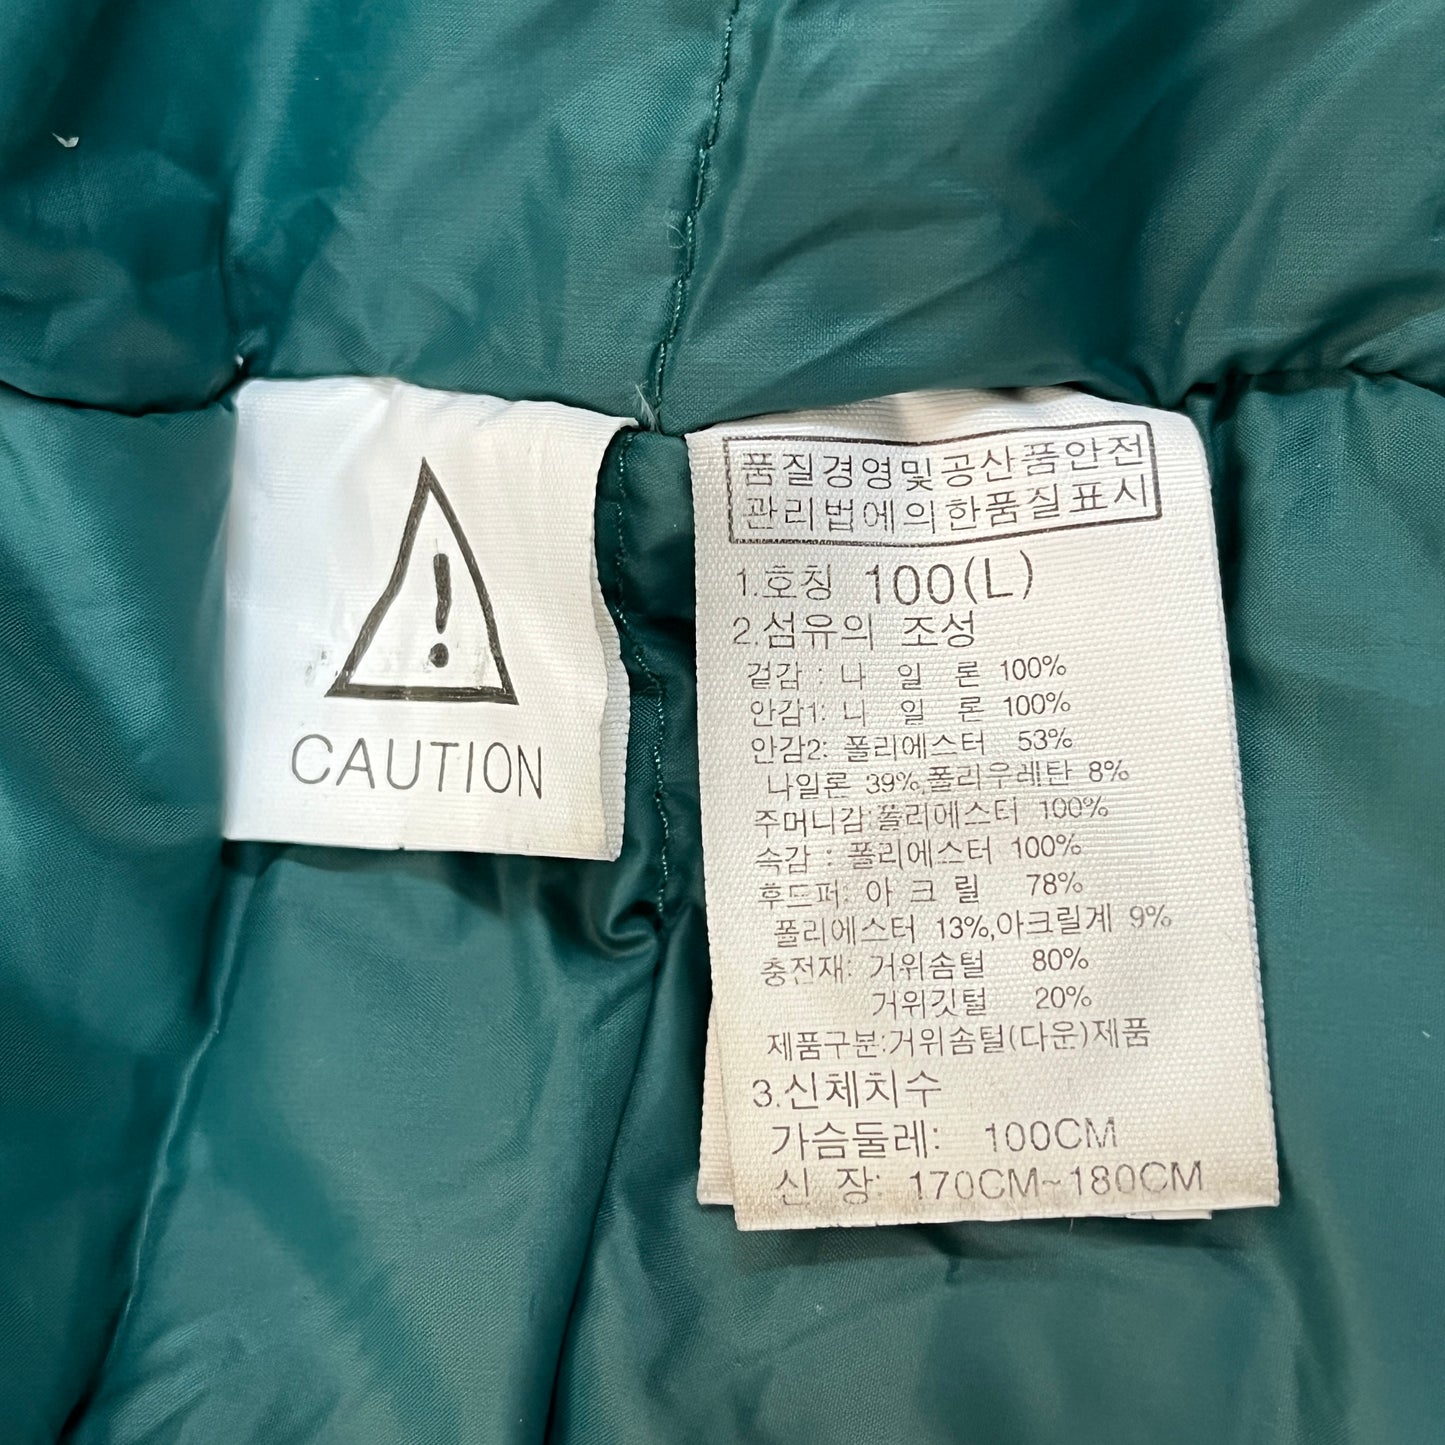 CAUTION
품질경영및공산품안전
관리법에의한품질표시
1.호칭 100(L)
2.섬유의 조성
겉감 : 나 일 론 100%
안감1: 나 일 론 100%
안감2: 폴리에스터 53%
나일론 39%,폴리우레탄 8%
주머니감:폴리에스터 100%
속감 : 폴리에스터 100%
후드퍼: 아 크 릴 78%
폴리에스터 13%,아크릴계 9%
충전재: 거위솜털 80%
거위깃털 20%
제품구분:거위솜털(다운)제품
3.신체치수
가슴둘레: 100CM
신 장: 170CM~180CM